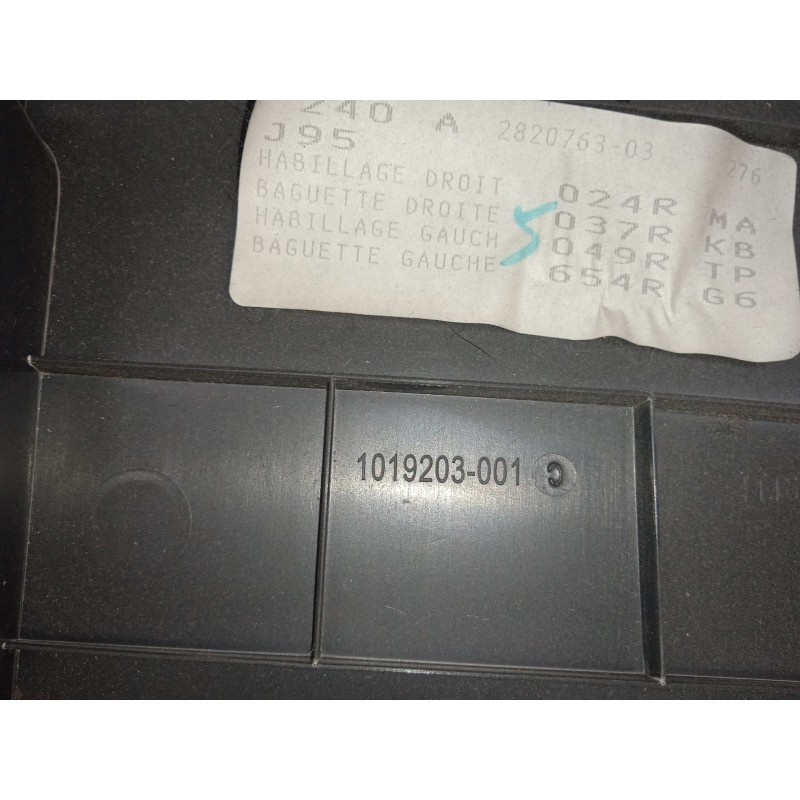 240 A 2820763-03 276
J95
HABILLAGE DROIT 024R MA
BAGUETTE DROITE 037R KB
HABILLAGE GAUCH 049R TP
BAGUETTE GAUCHE 654R G6
5
1019203-001